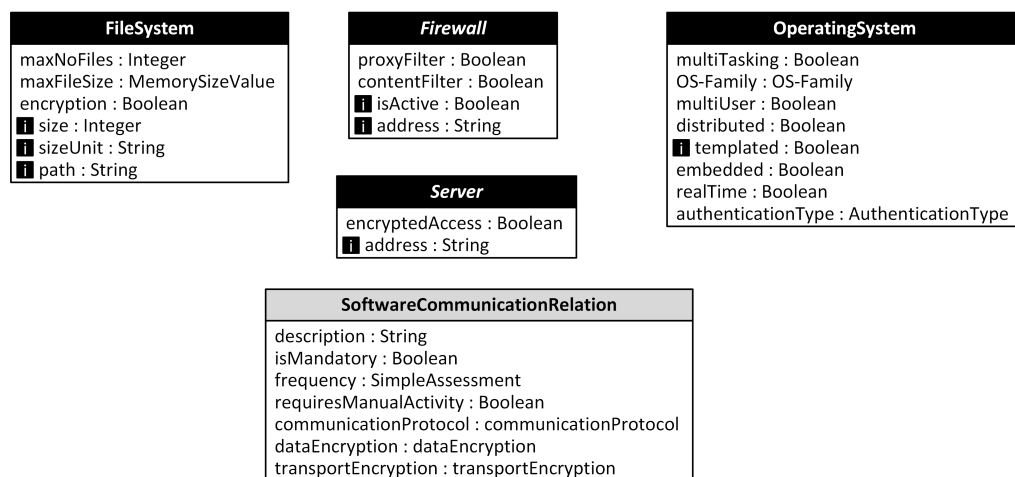 FileSystem
maxNoFiles : Integer
maxFileSize : MemorySizeValue
encryption : Boolean
i size : Integer
i sizeUnit : String
i path : String
Firewall
proxyFilter : Boolean
contentFilter : Boolean
i isActive : Boolean
i address : String
OperatingSystem
multiTasking : Boolean
OS-Family : OS-Family
multiUser : Boolean
distributed : Boolean
i templated : Boolean
embedded : Boolean
realTime : Boolean
authenticationType : AuthenticationType
Server
encryptedAccess : Boolean
i address : String
SoftwareCommunicationRelation
description : String
isMandatory : Boolean
frequency : SimpleAssessment
requiresManualActivity : Boolean
communicationProtocol : communicationProtocol
dataEncryption : dataEncryption
transportEncryption : transportEncryption